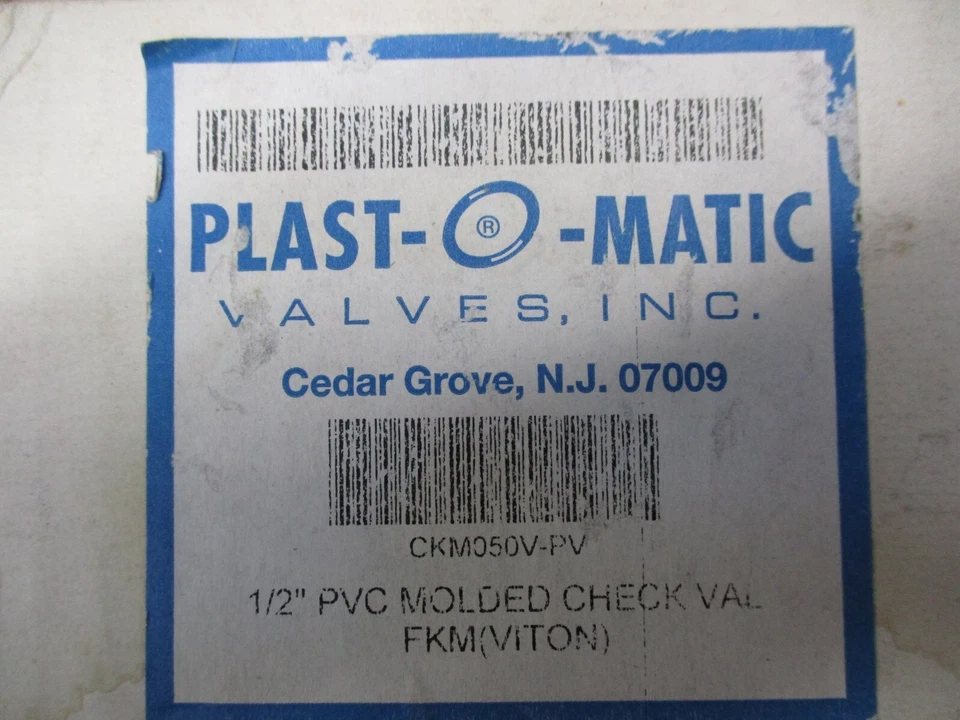 PLAST-O®-MATIC
VALVES, INC.
Cedar Grove, N.J. 07009
CKM050V-PV
1/2" PVC MOLDED CHECK VAL
FKM(VITON)